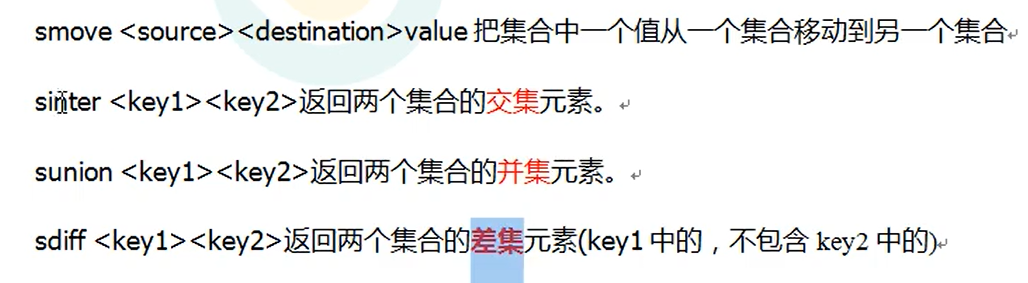 smove <source><destination>value 把集合中一个值从一个集合移动到另一个集合
sinter <key1><key2>返回两个集合的交集元素。
sunion <key1><key2>返回两个集合的并集元素。
sdiff <key1><key2>返回两个集合的差集元素(key1 中的，不包含 key2 中的)